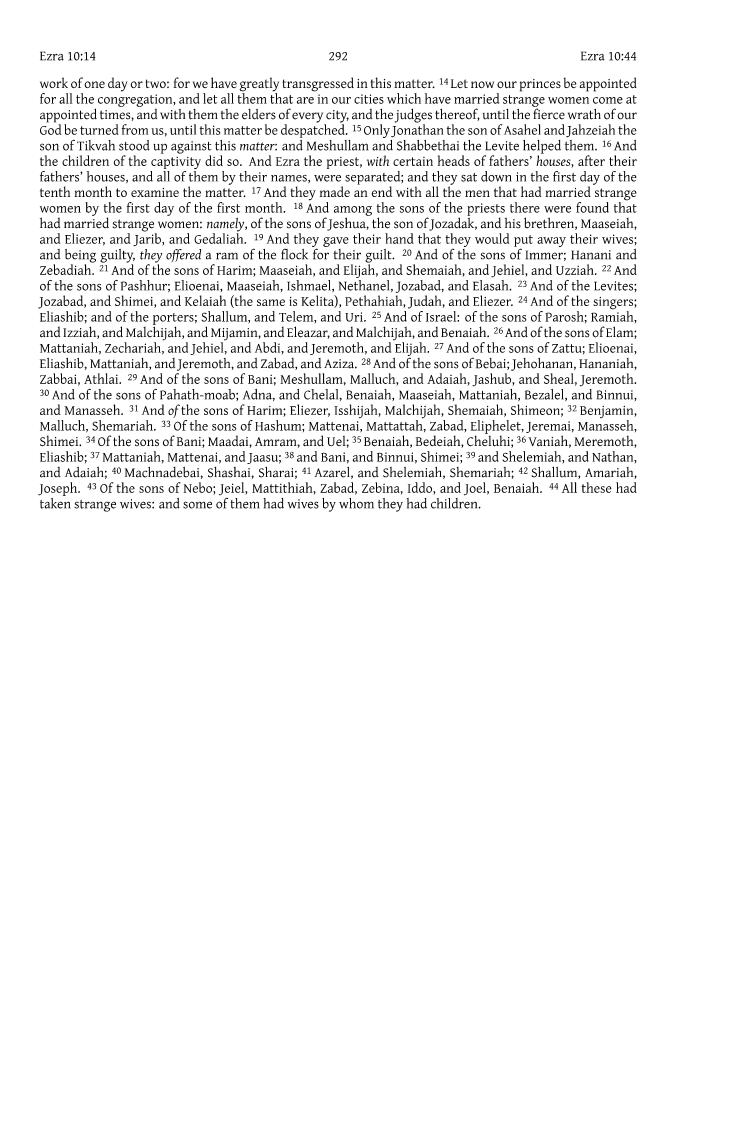 Ezra 10:14 292 Ezra 10:44
work of one day or two: for we have greatly transgressed in this matter. 14 Let now our princes be appointed
for all the congregation, and let all them that are in our cities which have married strange women come at
appointed times, and with them the elders of every city, and the judges thereof, until the fierce wrath of our
God be turned from us, until this matter be despatched. 15 Only Jonathan the son of Asahel and Jahzeiah the
son of Tikvah stood up against this matter: and Meshullam and Shabbethai the Levite helped them. 16 And
the children of the captivity did so. And Ezra the priest, with certain heads of fathers’ houses, after their
fathers’ houses, and all of them by their names, were separated; and they sat down in the first day of the
tenth month to examine the matter. 17 And they made an end with all the men that had married strange
women by the first day of the first month. 18 And among the sons of the priests there were found that
had married strange women: namely, of the sons of Jeshua, the son of Jozadak, and his brethren, Maaseiah,
and Eliezer, and Jarib, and Gedaliah. 19 And they gave their hand that they would put away their wives;
and being guilty, they offered a ram of the flock for their guilt. 20 And of the sons of Immer; Hanani and
Zebadiah. 21 And of the sons of Harim; Maaseiah, and Elijah, and Shemaiah, and Jehiel, and Uzziah. 22 And
of the sons of Pashhur; Elioenai, Maaseiah, Ishmael, Nethanel, Jozabad, and Elasah. 23 And of the Levites;
Jozabad, and Shimei, and Kelaiah (the same is Kelita), Pethahiah, Judah, and Eliezer. 24 And of the singers;
Eliashib; and of the porters; Shallum, and Telem, and Uri. 25 And of Israel: of the sons of Parosh; Ramiah,
and Izziah, and Malchijah, and Mijamin, and Eleazar, and Malchijah, and Benaiah. 26 And of the sons of Elam;
Mattaniah, Zechariah, and Jehiel, and Abdi, and Jeremoth, and Elijah. 27 And of the sons of Zattu; Elioenai,
Eliashib, Mattaniah, and Jeremoth, and Zabad, and Aziza. 28 And of the sons of Bebai; Jehohanan, Hananiah,
Zabbai, Athlai. 29 And of the sons of Bani; Meshullam, Malluch, and Adaiah, Jashub, and Sheal, Jeremoth.
30 And of the sons of Pahath-moab; Adna, and Chelal, Benaiah, Maaseiah, Mattaniah, Bezalel, and Binnui,
and Manasseh. 31 And of the sons of Harim; Eliezer, Isshijah, Malchijah, Shemaiah, Shimeon; 32 Benjamin,
Malluch, Shemariah. 33 Of the sons of Hashum; Mattenai, Mattattah, Zabad, Eliphelet, Jeremai, Manasseh,
Shimei. 34 Of the sons of Bani; Maadai, Amram, and Uel; 35 Benaiah, Bedeiah, Cheluhi; 36 Vaniah, Meremoth,
Eliashib; 37 Mattaniah, Mattenai, and Jaasu; 38 and Bani, and Binnui, Shimei; 39 and Shelemiah, and Nathan,
and Adaiah; 40 Machnadebai, Shashai, Sharai; 41 Azarel, and Shelemiah, Shemariah; 42 Shallum, Amariah,
Joseph. 43 Of the sons of Nebo; Jeiel, Mattithiah, Zabad, Zebina, Iddo, and Joel, Benaiah. 44 All these had
taken strange wives: and some of them had wives by whom they had children.